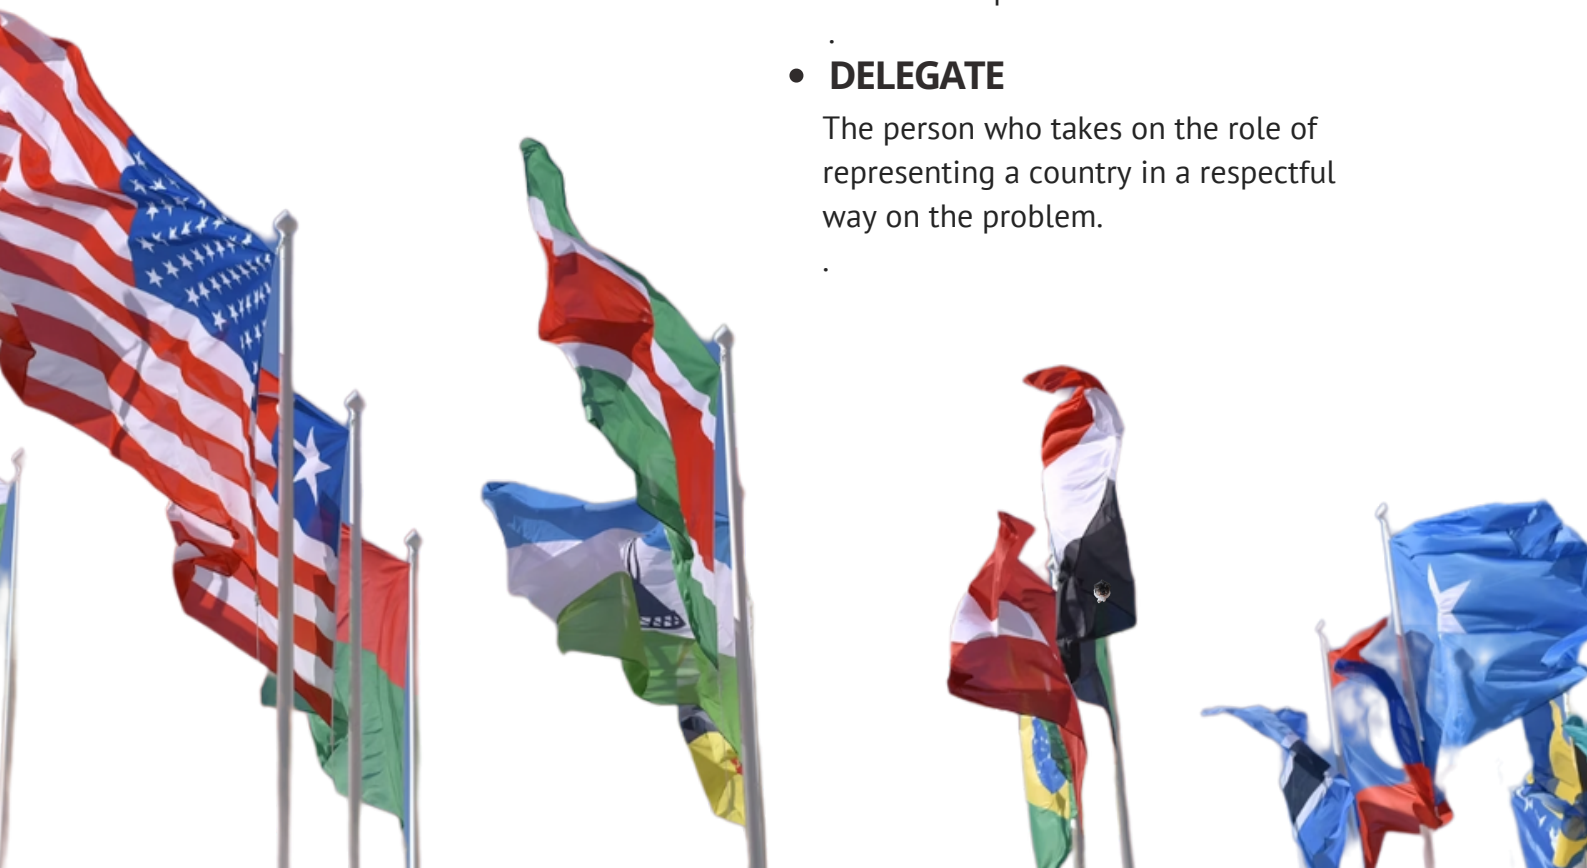 .
• DELEGATE
The person who takes on the role of
representing a country in a respectful
way on the problem.
.